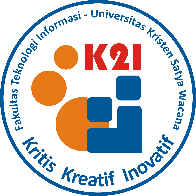 Fakultas Teknologi Informasi - Universitas Kristen Satya Wacana
K2I
Kritis Kreatif Inovatif